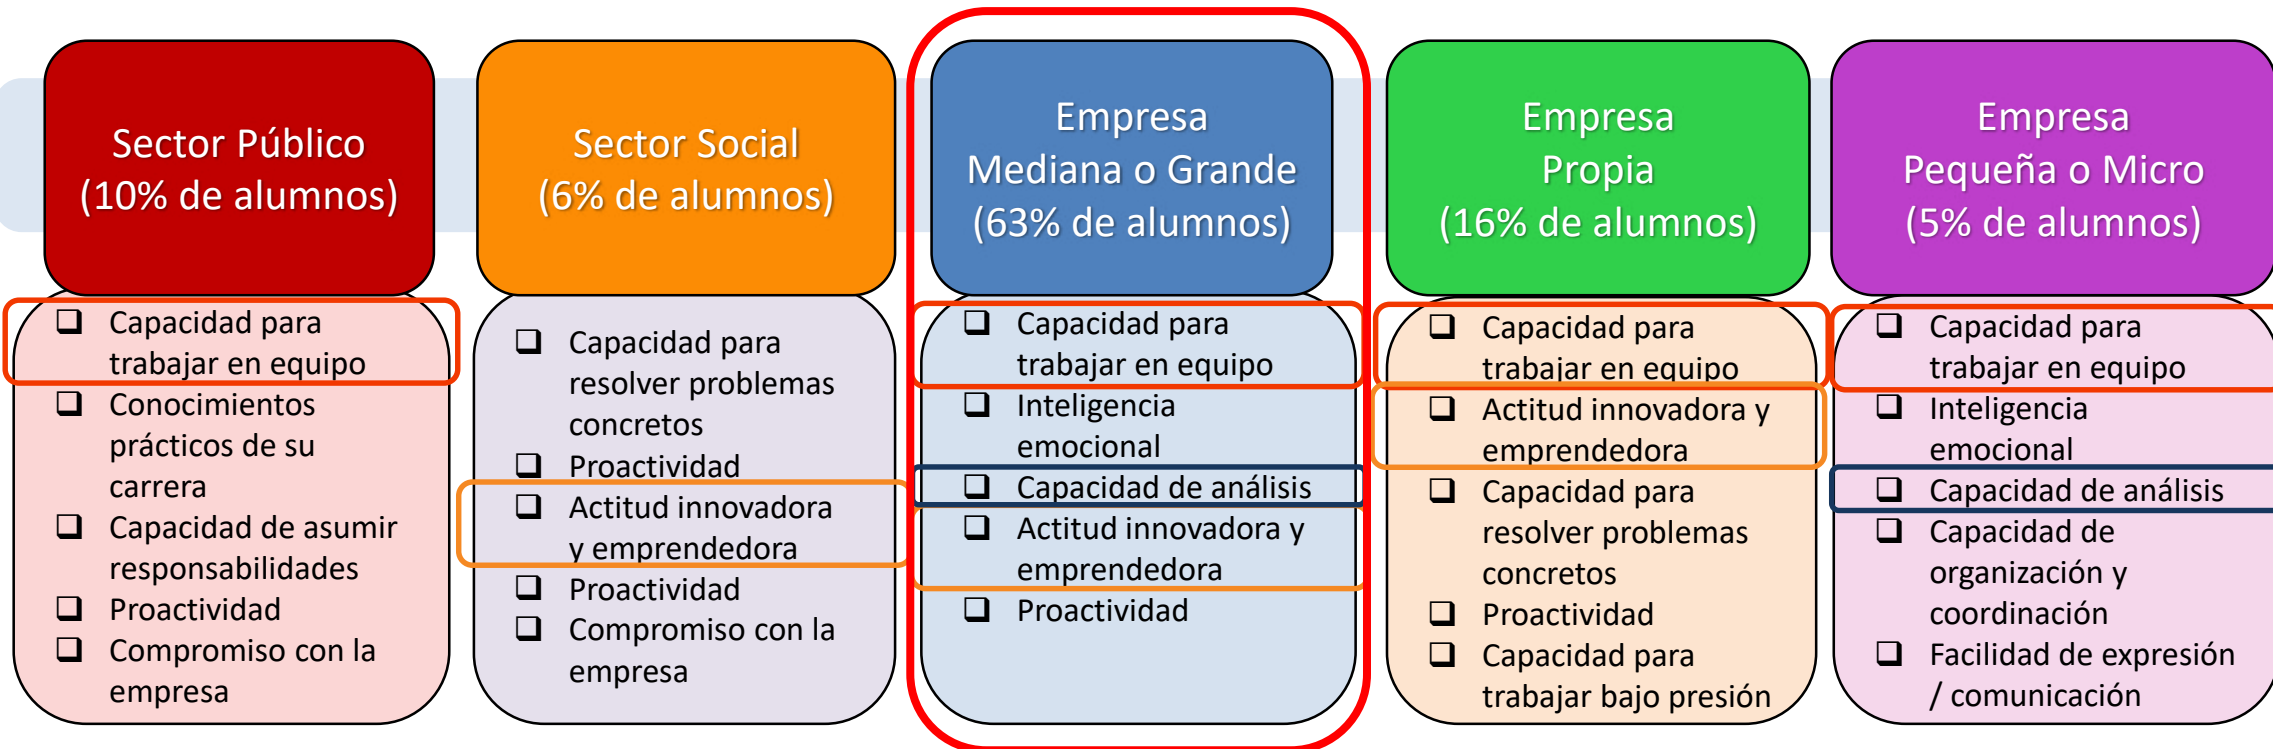 Sector Público
(10% de alumnos)
❑ Capacidad para
trabajar en equipo
❑ Conocimientos
prácticos de su
carrera
❑ Capacidad de asumir
responsabilidades
❑ Proactividad
❑ Compromiso con la
empresa
Sector Social
(6% de alumnos)
❑ Capacidad para
resolver problemas
concretos
❑ Proactividad
❑ Actitud innovadora
y emprendedora
❑ Proactividad
❑ Compromiso con la
empresa
Empresa
Mediana o Grande
(63% de alumnos)
❑ Capacidad para
trabajar en equipo
❑ Inteligencia
emocional
❑ Capacidad de análisis
❑ Actitud innovadora y
emprendedora
❑ Proactividad
Empresa
Propia
(16% de alumnos)
❑ Capacidad para
trabajar en equipo
❑ Actitud innovadora y
emprendedora
❑ Capacidad para
resolver problemas
concretos
❑ Proactividad
❑ Capacidad para
trabajar bajo presión
Empresa
Pequeña o Micro
(5% de alumnos)
❑ Capacidad para
trabajar en equipo
❑ Inteligencia
emocional
❑ Capacidad de análisis
❑ Capacidad de
organización y
coordinación
❑ Facilidad de expresión
/ comunicación